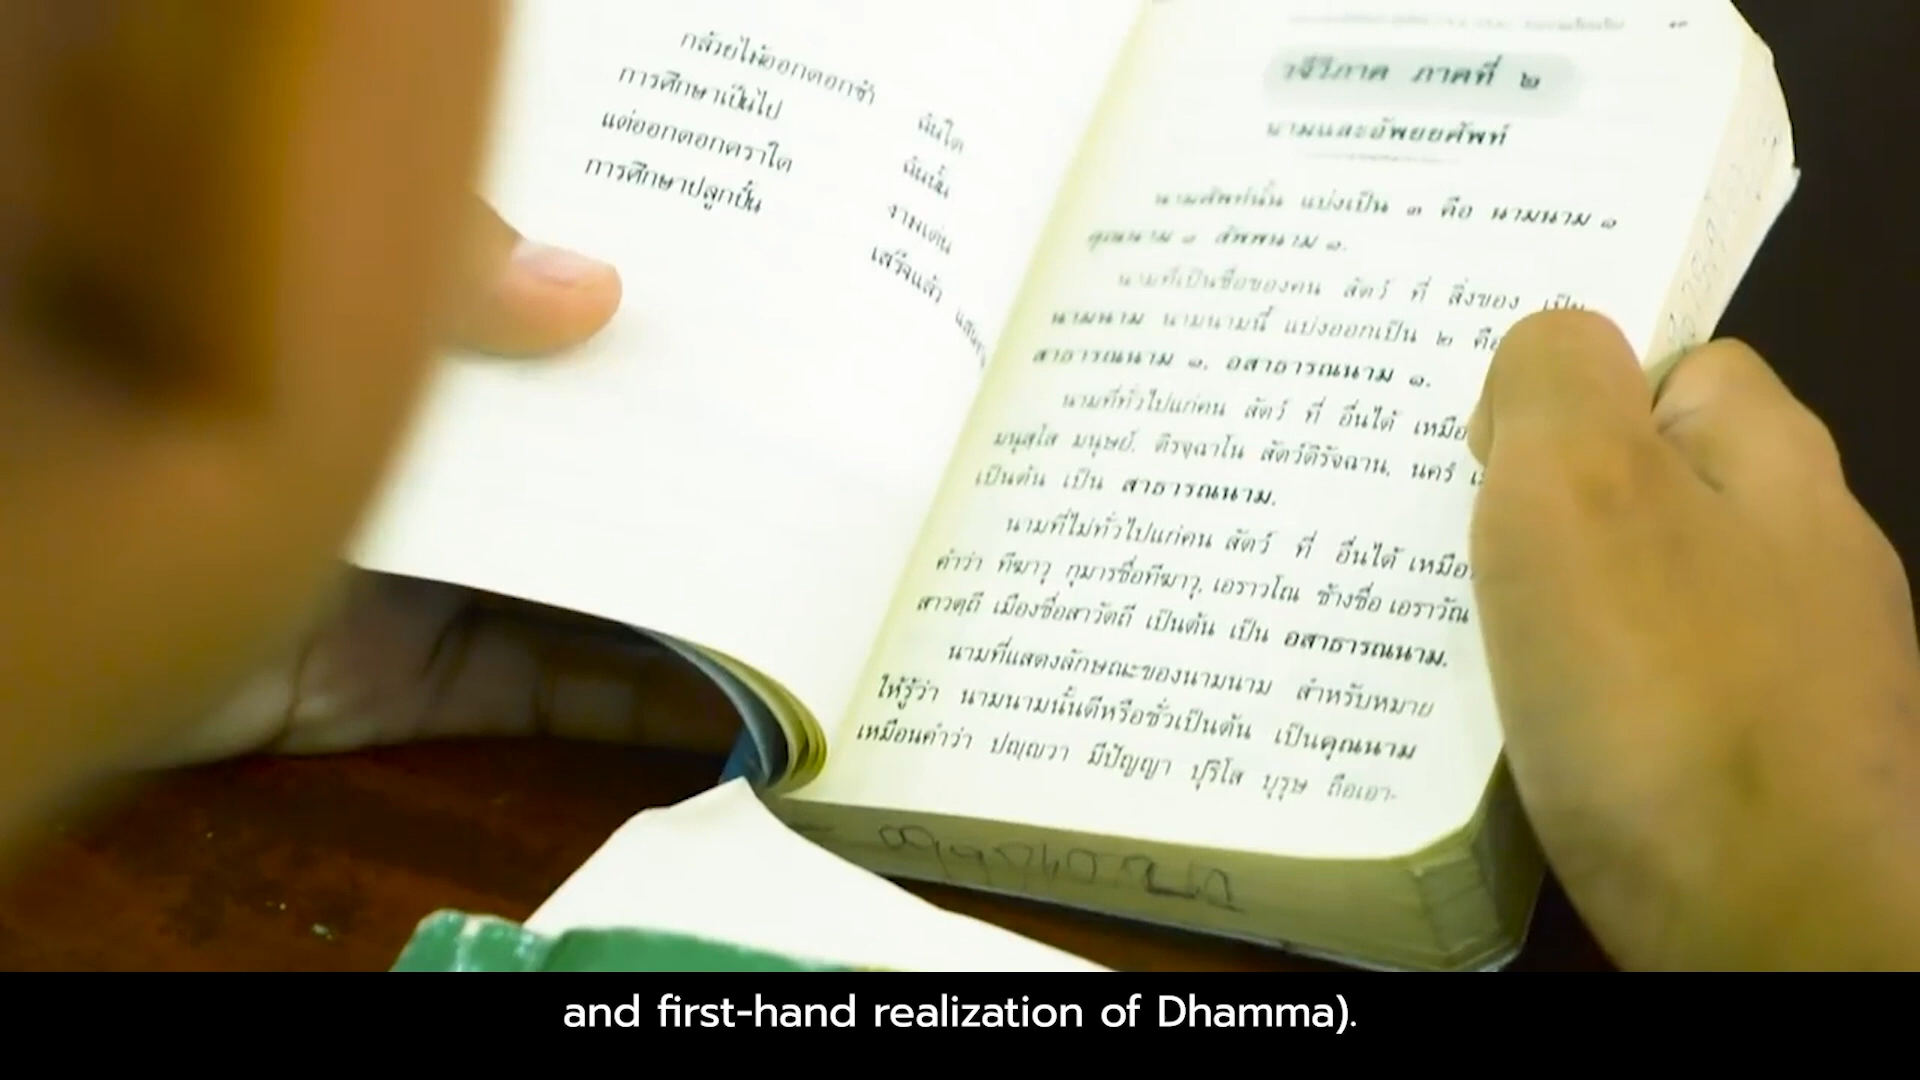 กล้วยไม้ออกดอกช้า ฉันใด
การศึกษาเป็นไป ฉันนั้น
แต่ออกดอกคราใด งามเด่น
การศึกษาปลูกปั้น เสร็จแล้ว แสน
วจีวิภาค ภาคที่ ๒
นามและอัพยยศัพท์
นามศัพท์นั้น แบ่งเป็น ๓ คือ นามนาม ๑
คุณนาม ๑ สัพพนาม ๑.
นามที่เป็นชื่อของคน สัตว์ ที่ สิ่งของ เป็น
นามนาม นามนามนี้ แบ่งออกเป็น ๒ คือ
สาธารณนาม ๑, อสาธารณนาม ๑.
นามที่ทั่วไปแก่คน สัตว์ ที่ อื่นได้ เหมือ
มนุสฺโส มนุษย์, ติรจฺฉาโน สัตว์ดิรัจฉาน, นครํ
เป็นต้น เป็น สาธารณนาม.
นามที่ไม่ทั่วไปแก่คน สัตว์ ที่ อื่นได้ เหมือ
คำว่า ทีฆาวุ กุมารชื่อทีฆาวุ, เอราวโณ ช้างชื่อ เอราวัณ
สาวตฺถี เมืองชื่อสาวัตถี เป็นต้น เป็น อสาธารณนาม.
นามที่แสดงลักษณะของนามนาม สำหรับหมาย
ให้รู้ว่า นามนามนั้นดีหรือชั่วเป็นต้น เป็นคุณนาม
เหมือนคำว่า ปญฺญวา มีปัญญา ปุริโส บุรุษ ถือเอา-
and first-hand realization of Dhamma).